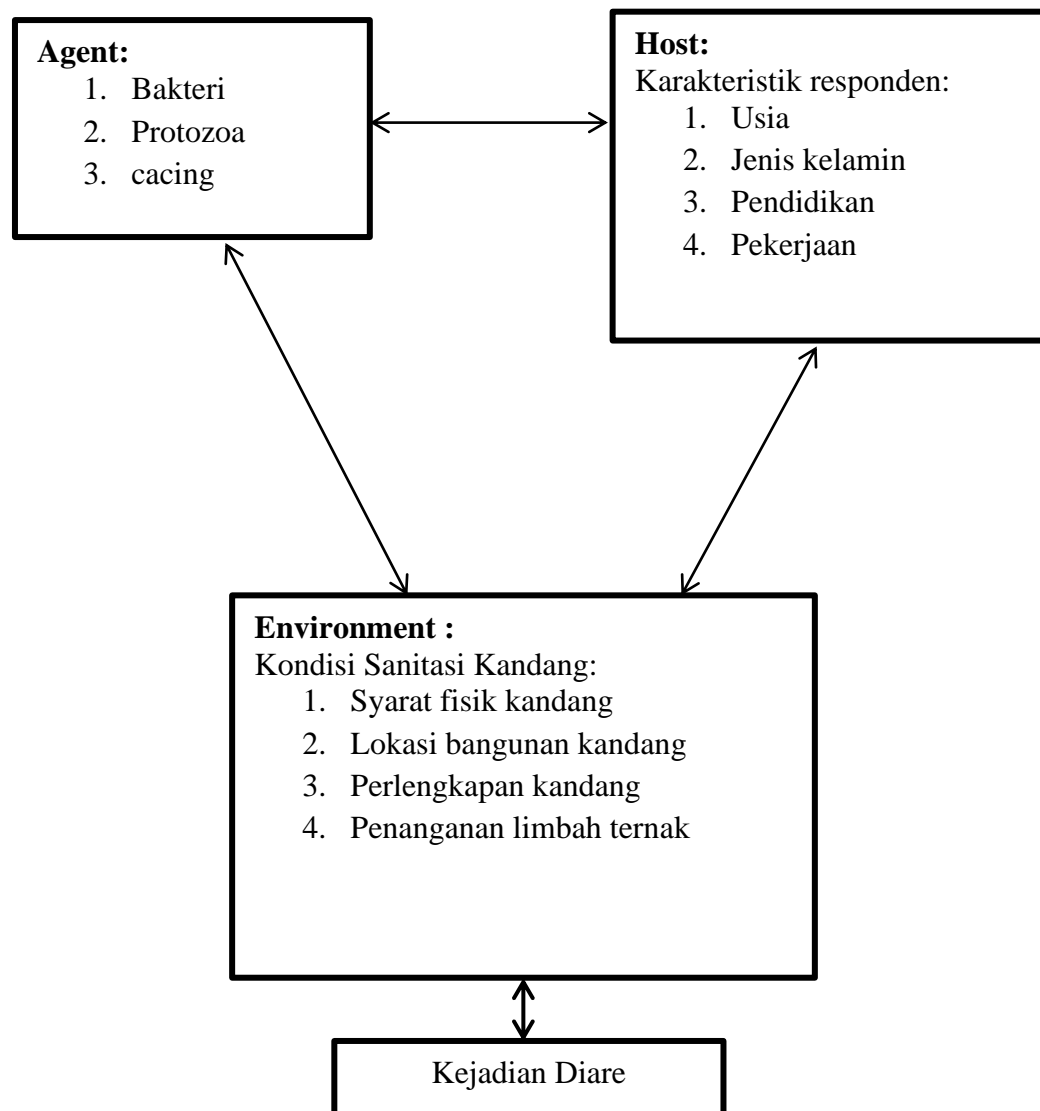 Agent:
1. Bakteri
2. Protozoa
3. cacing
Host:
Karakteristik responden:
1. Usia
2. Jenis kelamin
3. Pendidikan
4. Pekerjaan
Environment :
Kondisi Sanitasi Kandang:
1. Syarat fisik kandang
2. Lokasi bangunan kandang
3. Perlengkapan kandang
4. Penanganan limbah ternak
Kejadian Diare